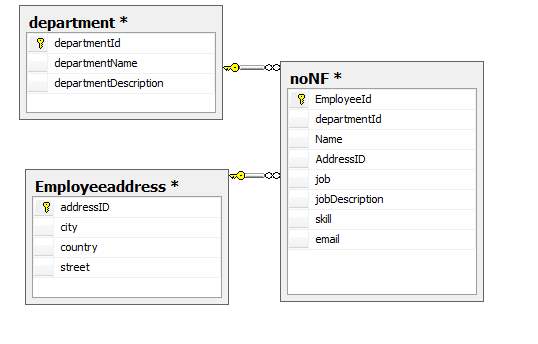 department *
departmentId
departmentName
departmentDescription
noNF *
EmployeeId
departmentId
Name
AddressID
job
jobDescription
skill
email
Employeeaddress *
addressID
city
country
street